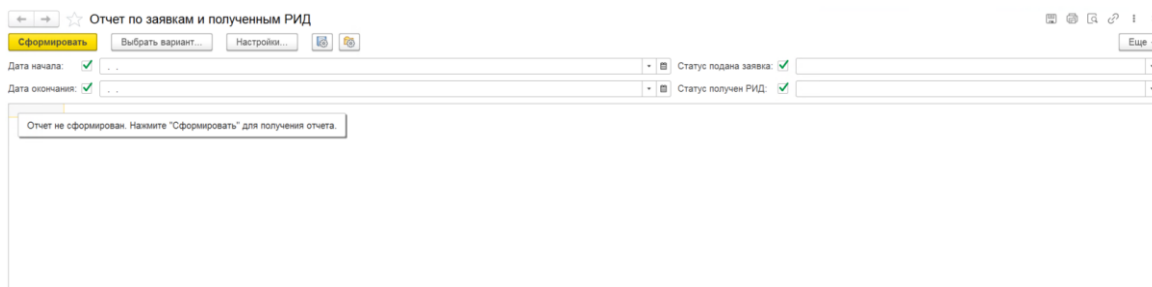 Отчет по заявкам и полученным РИД
Сформировать Выбрать вариант... Настройки... Еще
Дата начала: . . Статус подана заявка:
Дата окончания: . . Статус получен РИД:
Отчет не сформирован. Нажмите "Сформировать" для получения отчета.